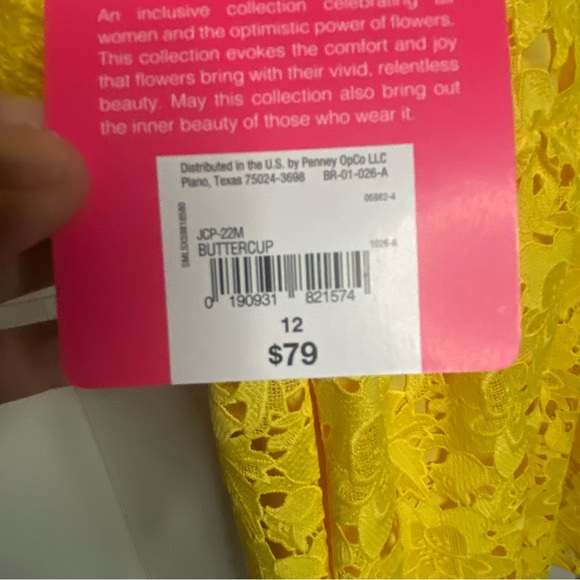 An inclusive collection celebrating all
women and the optimistic power of flowers.
This collection evokes the comfort and joy
that flowers bring with their vivid, relentless
beauty. May this collection also bring out
the inner beauty of those who wear it.
Distributed in the U.S. by Penney OpCo LLC
Plano, Texas 75024-3698 BR-01-026-A
JCP-22M
BUTTERCUP
0 190931 821574
12
$79